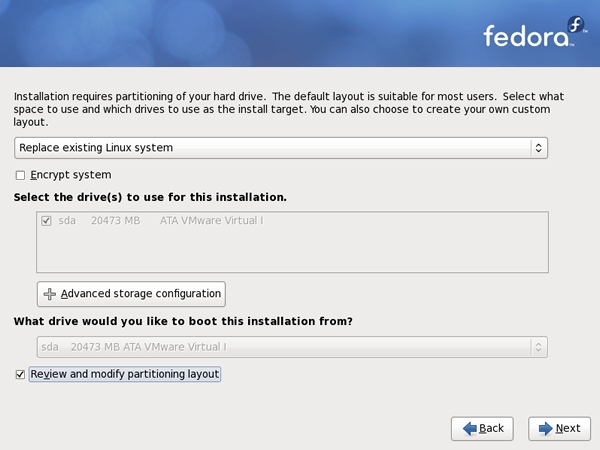 fedora
Installation requires partitioning of your hard drive. The default layout is suitable for most users. Select what
space to use and which drives to use as the install target. You can also choose to create your own custom
layout.
Replace existing Linux system
Encrypt system
Select the drive(s) to use for this installation.
sda 20473 MB ATA VMware Virtual I
Advanced storage configuration
What drive would you like to boot this installation from?
sda 20473 MB ATA VMware Virtual I
Review and modify partitioning layout
Back
Next